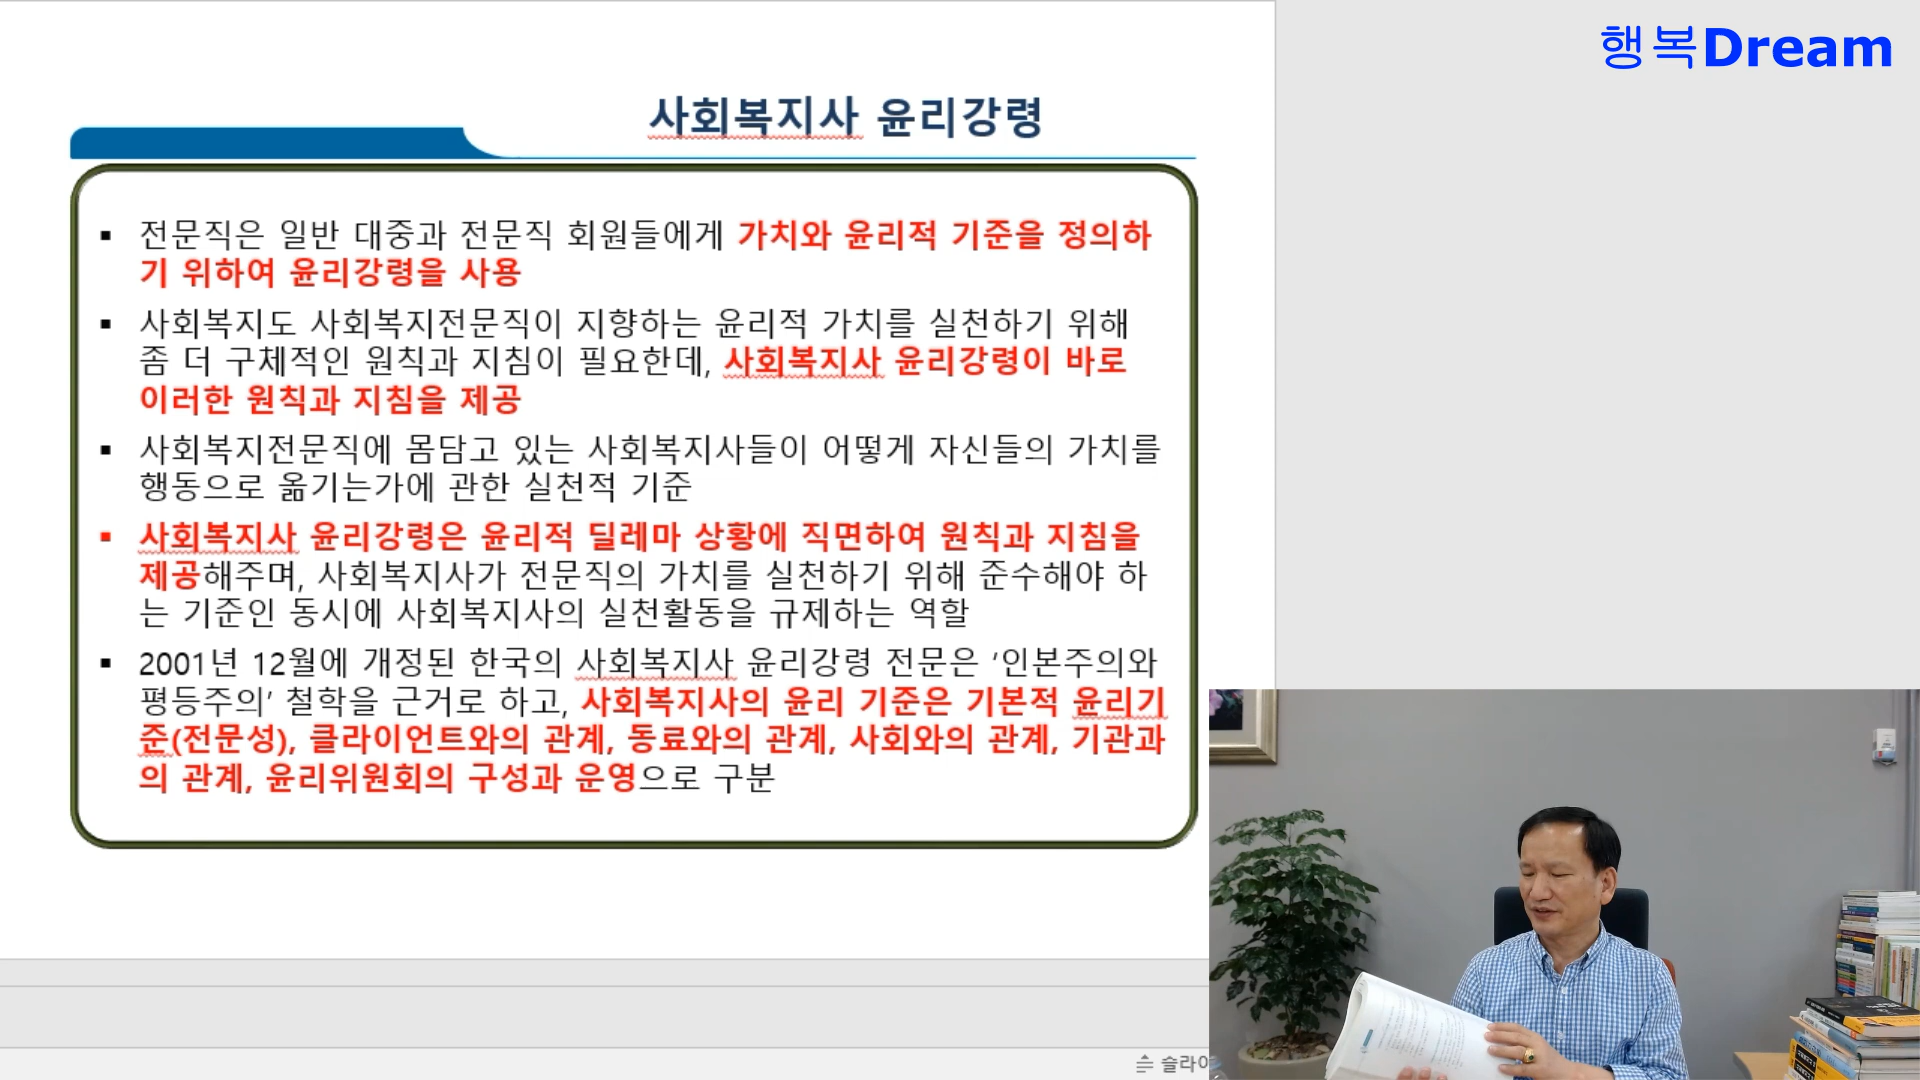 행복Dream
사회복지사 윤리강령
▪ 전문직은 일반 대중과 전문직 회원들에게 가치와 윤리적 기준을 정의하
기 위하여 윤리강령을 사용
▪ 사회복지도 사회복지전문직이 지향하는 윤리적 가치를 실천하기 위해
좀 더 구체적인 원칙과 지침이 필요한데, 사회복지사 윤리강령이 바로
이러한 원칙과 지침을 제공
▪ 사회복지전문직에 몸담고 있는 사회복지사들이 어떻게 자신들의 가치를
행동으로 옮기는가에 관한 실천적 기준
▪ 사회복지사 윤리강령은 윤리적 딜레마 상황에 직면하여 원칙과 지침을
제공해주며, 사회복지사가 전문직의 가치를 실천하기 위해 준수해야 하
는 기준인 동시에 사회복지사의 실천활동을 규제하는 역할
▪ 2001년 12월에 개정된 한국의 사회복지사 윤리강령 전문은 ‘인본주의와
평등주의’ 철학을 근거로 하고, 사회복지사의 윤리 기준은 기본적 윤리기
준(전문성), 클라이언트와의 관계, 동료와의 관계, 사회와의 관계, 기관과
의 관계, 윤리위원회의 구성과 운영으로 구분